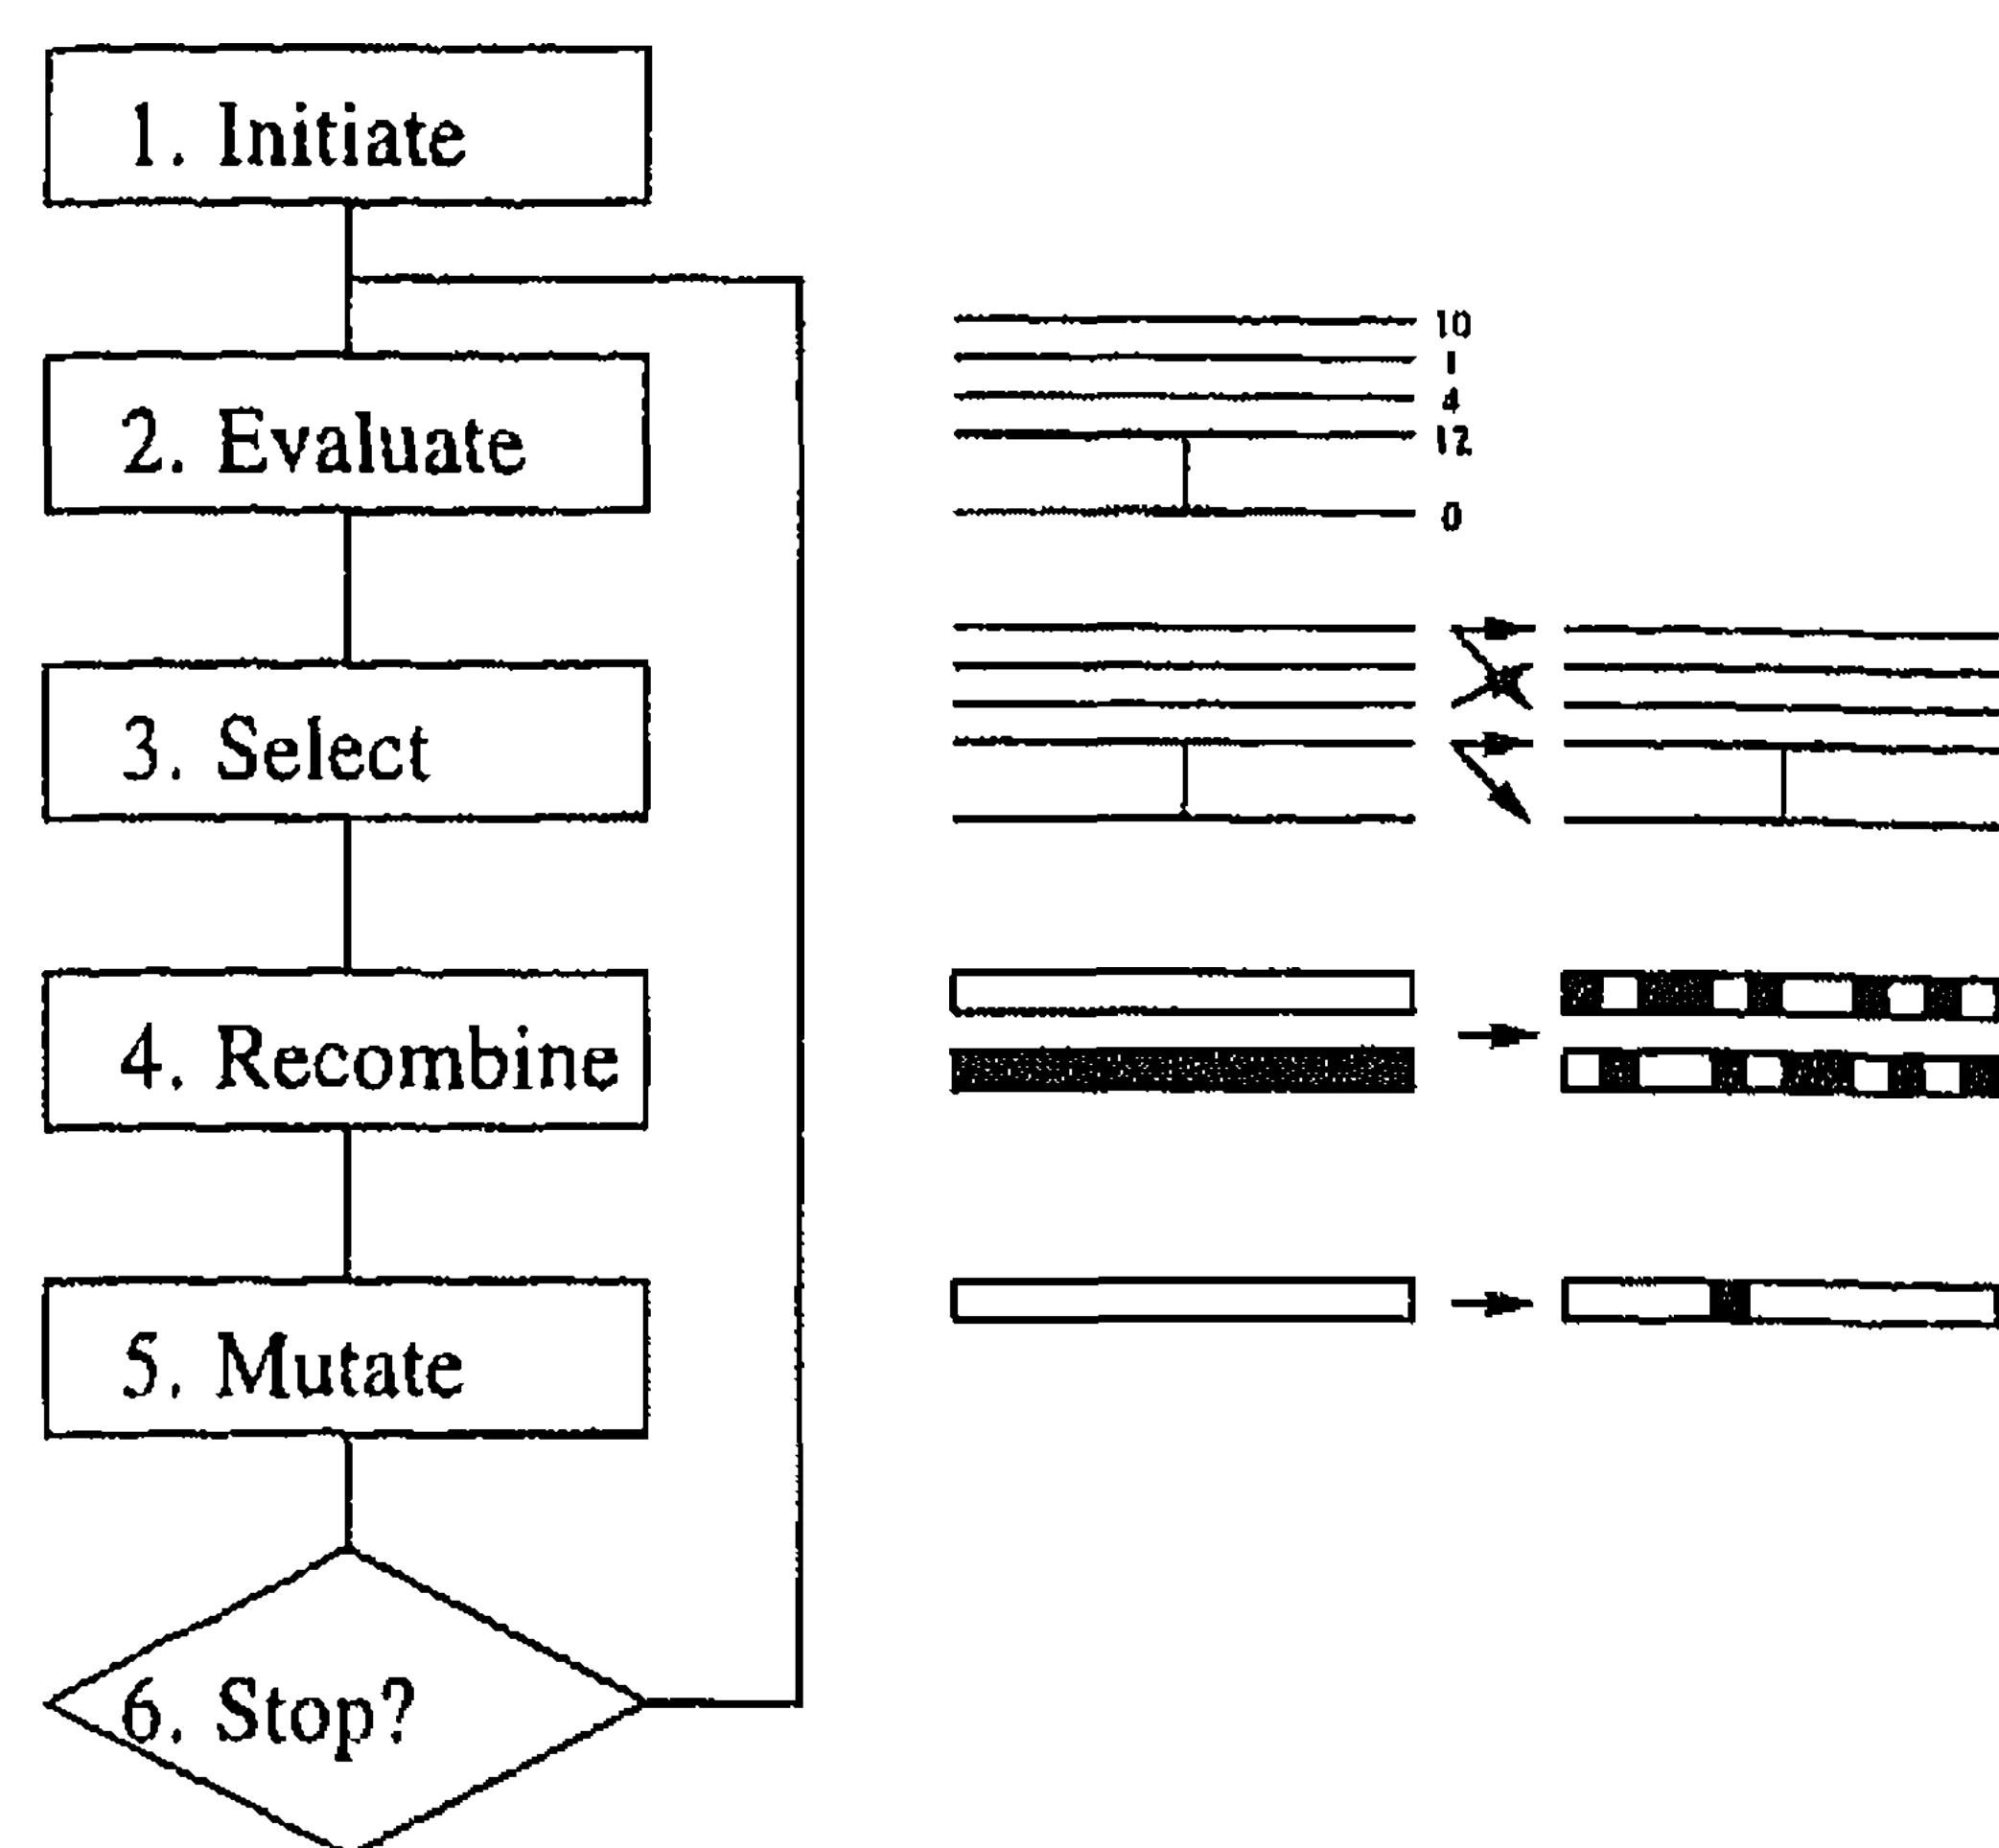 1. Initiate
2. Evaluate
10
1
4
12
0
3. Select
4. Recombine
5. Mutate
6. Stop?